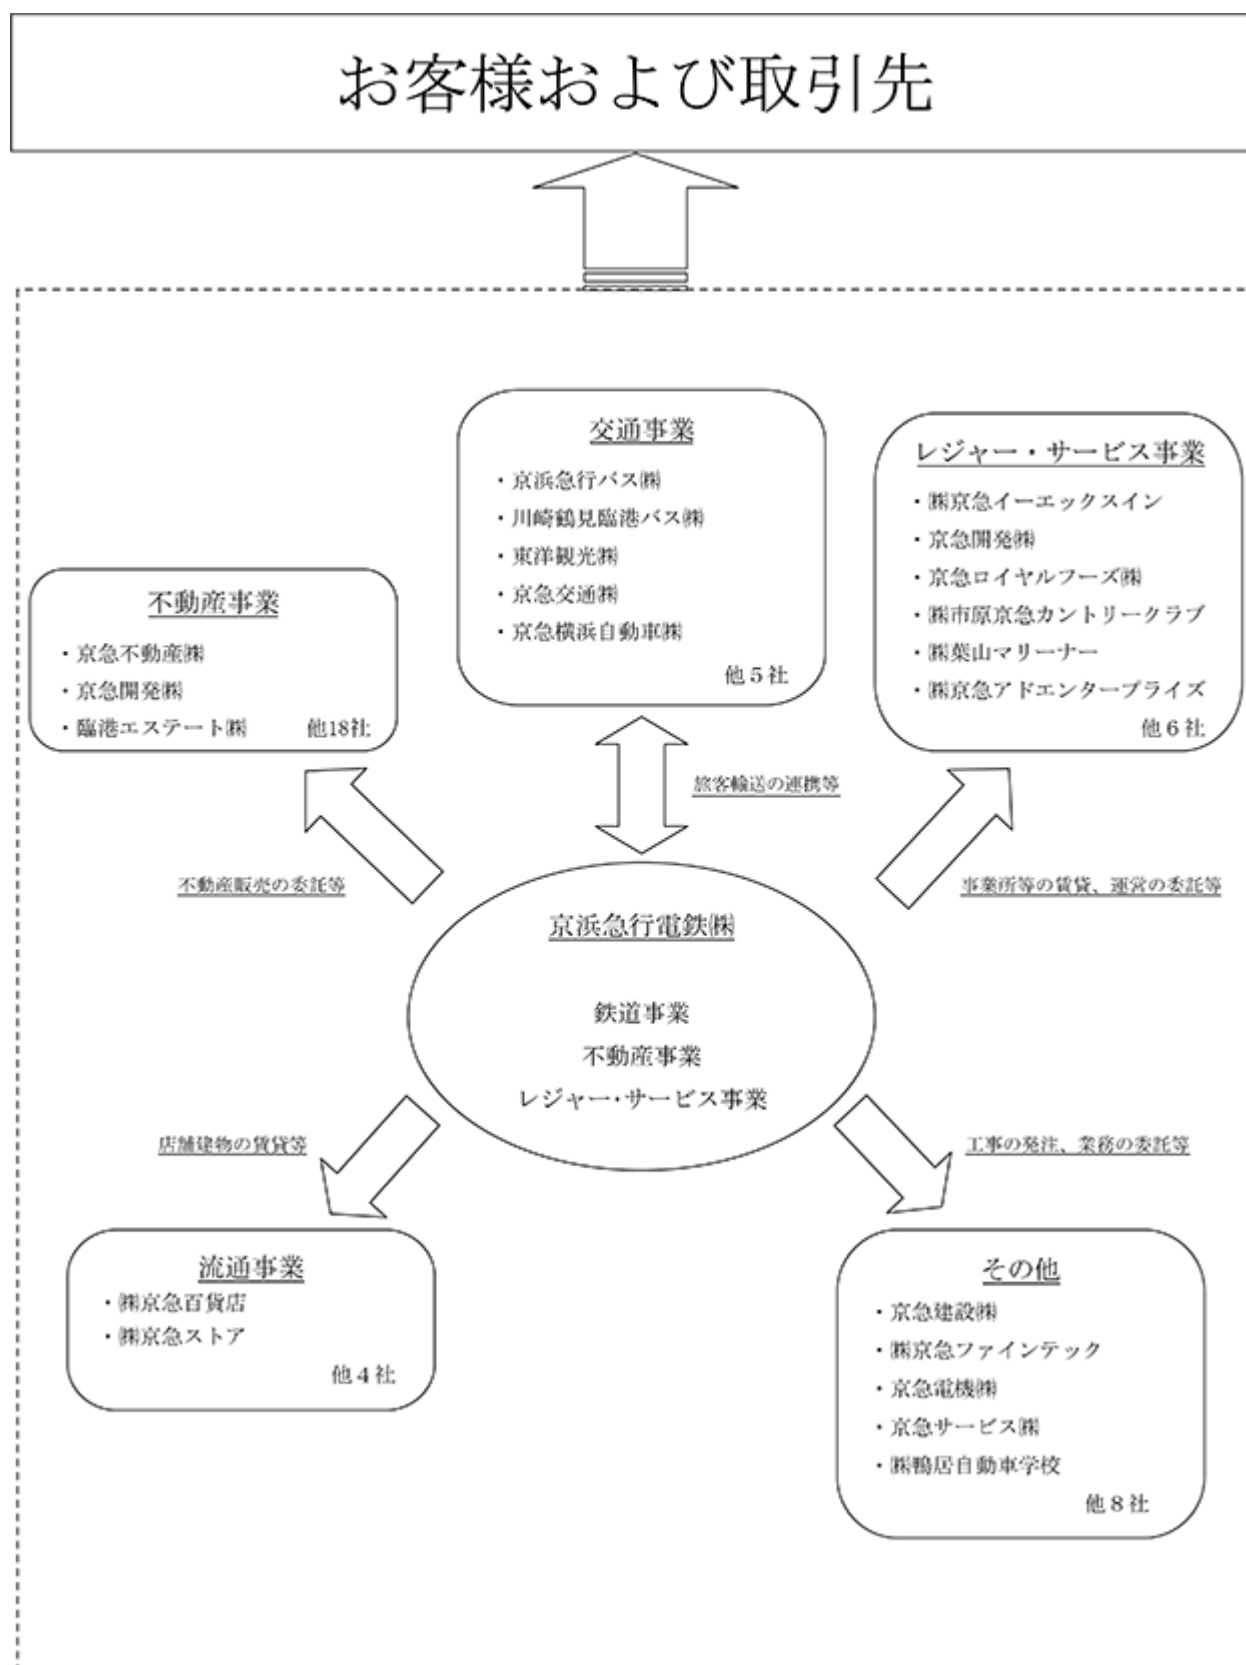 お客様および取引先
交通事業
・京浜急行バス㈱
・川崎鶴見臨港バス㈱
・東洋観光㈱
・京急交通㈱
・京急横浜自動車㈱
他５社
レジャー・サービス事業
・㈱京急イーエックスイン
・京急開発㈱
・京急ロイヤルフーズ㈱
・㈱市原京急カントリークラブ
・㈱葉山マリーナー
・㈱京急アドエンタープライズ
他６社
不動産事業
・京急不動産㈱
・京急開発㈱
・臨港エステート㈱ 他18社
旅客輸送の連携等
不動産販売の委託等
事業所等の賃貸、運営の委託等
京浜急行電鉄㈱
鉄道事業
不動産事業
レジャー・サービス事業
店舗建物の賃貸等
工事の発注、業務の委託等
流通事業
・㈱京急百貨店
・㈱京急ストア
他４社
その他
・京急建設㈱
・㈱京急ファインテック
・京急電機㈱
・京急サービス㈱
・㈱鴨居自動車学校
他８社